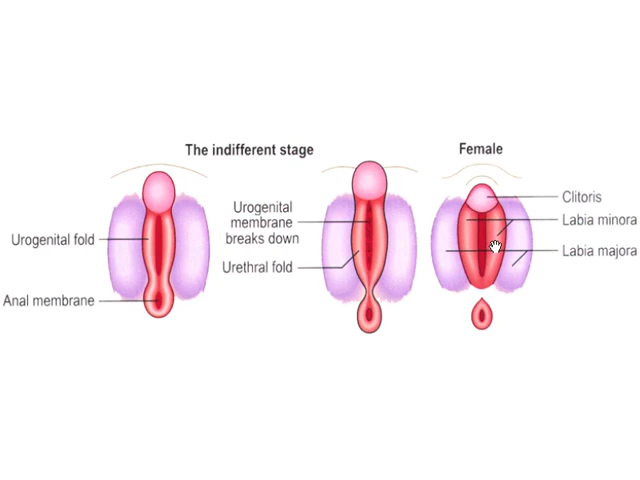 The indifferent stage
Female
Urogenital fold
Anal membrane
Urogenital
membrane
breaks down
Urethral fold
Clitoris
Labia minora
Labia majora